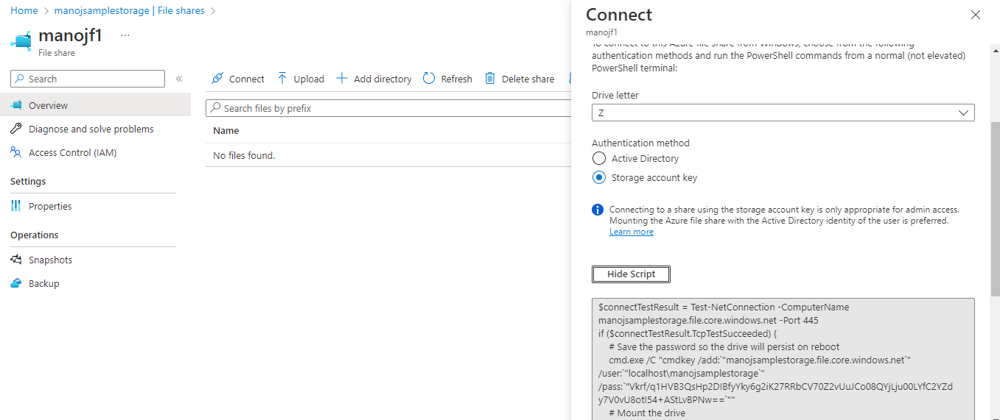 Home > manojsamplestorage | File shares >
manojf1 ...
File share
Search «
Overview
Diagnose and solve problems
Access Control (IAM)
Settings
Properties
Operations
Snapshots
Backup
Connect Upload Add directory Refresh Delete share
Search files by prefix
Name
No files found.
Connect
manojf1
To connect to this Azure file share from Windows, choose from the following
authentication methods and run the PowerShell commands from a normal (not elevated)
PowerShell terminal:
Drive letter
Z
Authentication method
Active Directory
Storage account key
Connecting to a share using the storage account key is only appropriate for admin access.
Mounting the Azure file share with the Active Directory identity of the user is preferred.
Learn more
Hide Script
$connectTestResult = Test-NetConnection -ComputerName
manojsamplestorage.file.core.windows.net -Port 445
if ($connectTestResult.TcpTestSucceeded) {
# Save the password so the drive will persist on reboot
cmd.exe /C "cmdkey /add:`"manojsamplestorage.file.core.windows.net`"
/user:`"localhost\manojsamplestorage`"
/pass:`"Vkrf/q1HVB3QsHp2DIBfyYky6g2iK27RRbCV70Z2vUuJCo08QYjLju00LYfC2YZd
y7V0vU8otI54+AStLvBPNw==`""
# Mount the drive